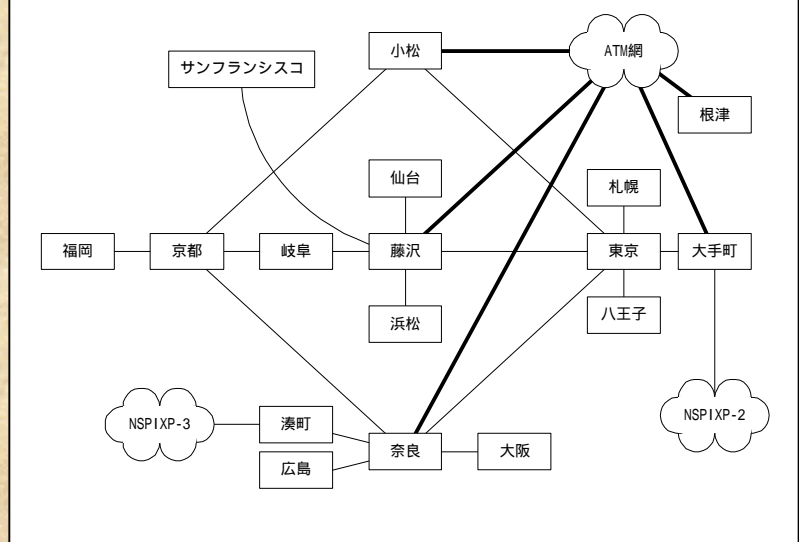 小松
ATM網
サンフランシスコ
根津
仙台
札幌
福岡
京都
岐阜
藤沢
東京
大手町
浜松
八王子
NSPIXP-3
湊町
NSPIXP-2
奈良
大阪
広島